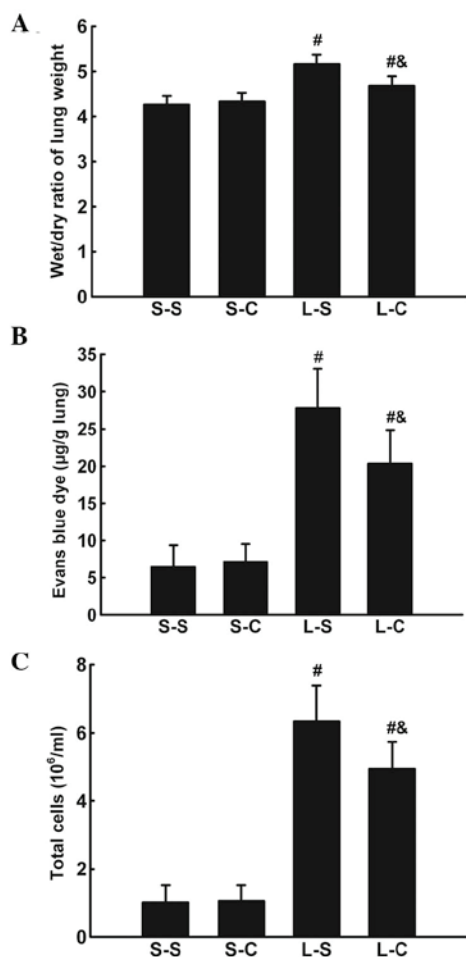 A
Wet/dry ratio of lung weight
6
5
4
3
2
1
0
#
#&
S-S S-C L-S L-C
B
Evans blue dye (µg/g lung)
35
30
25
20
15
10
5
0
#
#&
S-S S-C L-S L-C
C
Total cells (10⁶/ml)
8
6
4
2
0
#
#&
S-S S-C L-S L-C